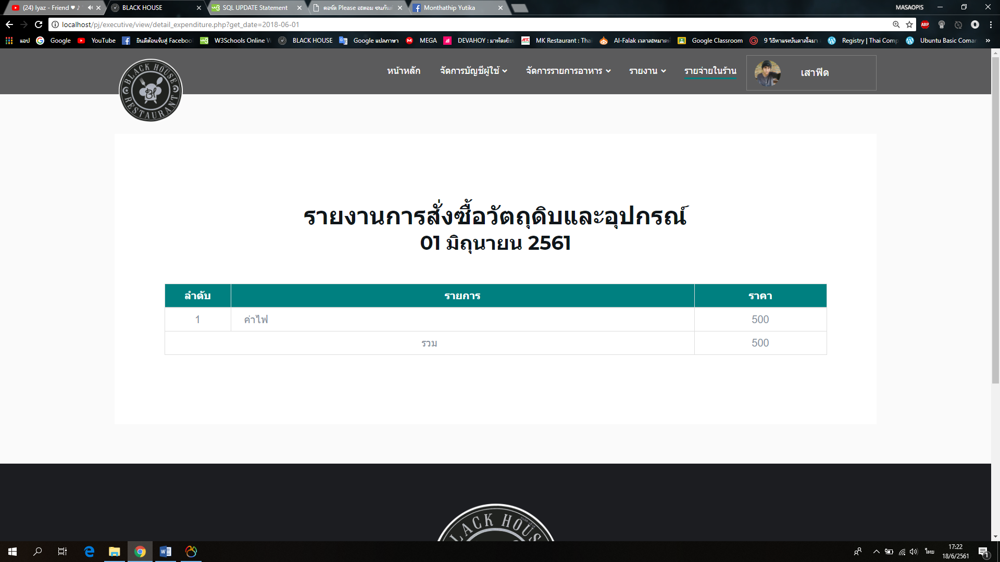 (24) Iyaz - Friend ♥ ♪
BLACK HOUSE
SQL UPDATE Statement
คอร์ด Please อะตอม ชนกันต
Monthathip Yutika
MASAOPIS
localhost/pj/executive/view/detail_expenditure.php?get_date=2018-06-01
ABP
แอป
Google
YouTube
ยินดีต้อนรับสู่ Faceboo
W3Schools Online W
BLACK HOUSE
Google แปลภาษา
MEGA
DEVAHOY : มาหัดเขีย
MK Restaurant : Thai
Al-Falak เวลาละหมาด
Google Classroom
9 วิธีหาแรงบันดาลใจมา
Registry | Thai Comp
Ubuntu Basic Coman
»
BLACK HOUSE
BH
RESTAURANT
หน้าหลัก
จัดการบัญชีผู้ใช้
จัดการรายการอาหาร
รายงาน
รายจ่ายในร้าน
เสาฟิด
รายงานการสั่งซื้อวัตถุดิบและอุปกรณ์
01 มิถุนายน 2561
ลำดับ รายการ ราคา
1 ค่าไฟ 500
รวม 500
BLACK HOUS
ไทย
17:22
18/6/2561
1